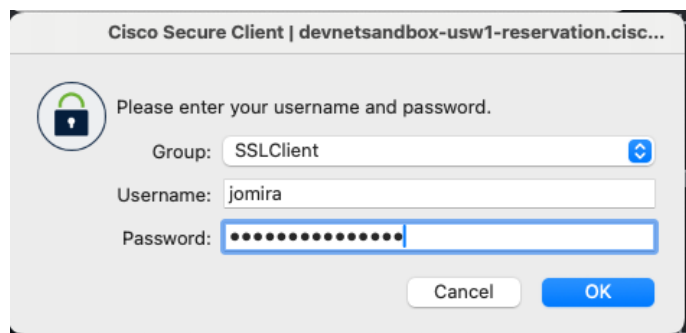 Cisco Secure Client | devnetsandbox-usw1-reservation.cisc...
Please enter your username and password.
Group: SSLClient
Username: jomira
Password: •••••••••••••••
Cancel OK